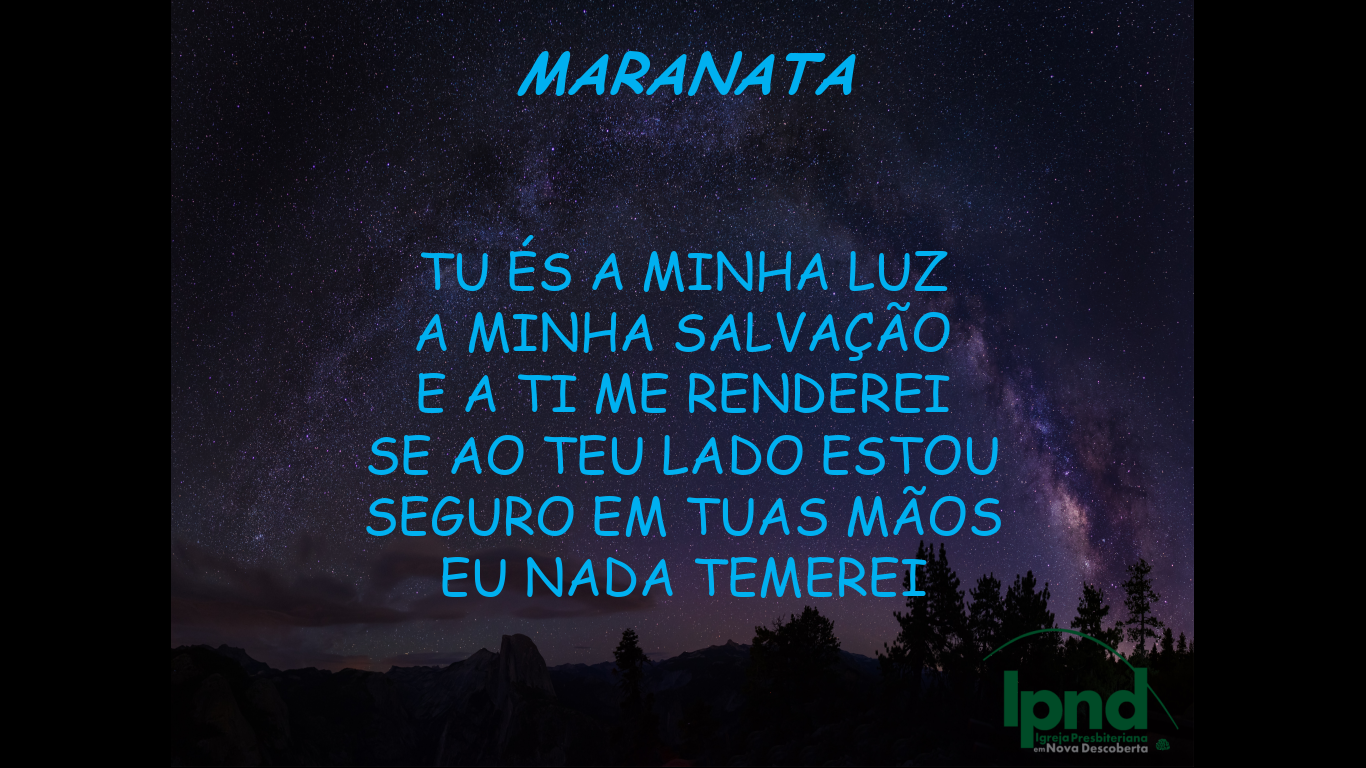 MARANATA
TU ÉS A MINHA LUZ
A MINHA SALVAÇÃO
E A TI ME RENDEREI
SE AO TEU LADO ESTOU
SEGURO EM TUAS MÃOS
EU NADA TEMEREI
Ipnd
Igreja Presbiteriana
em Nova Descoberta